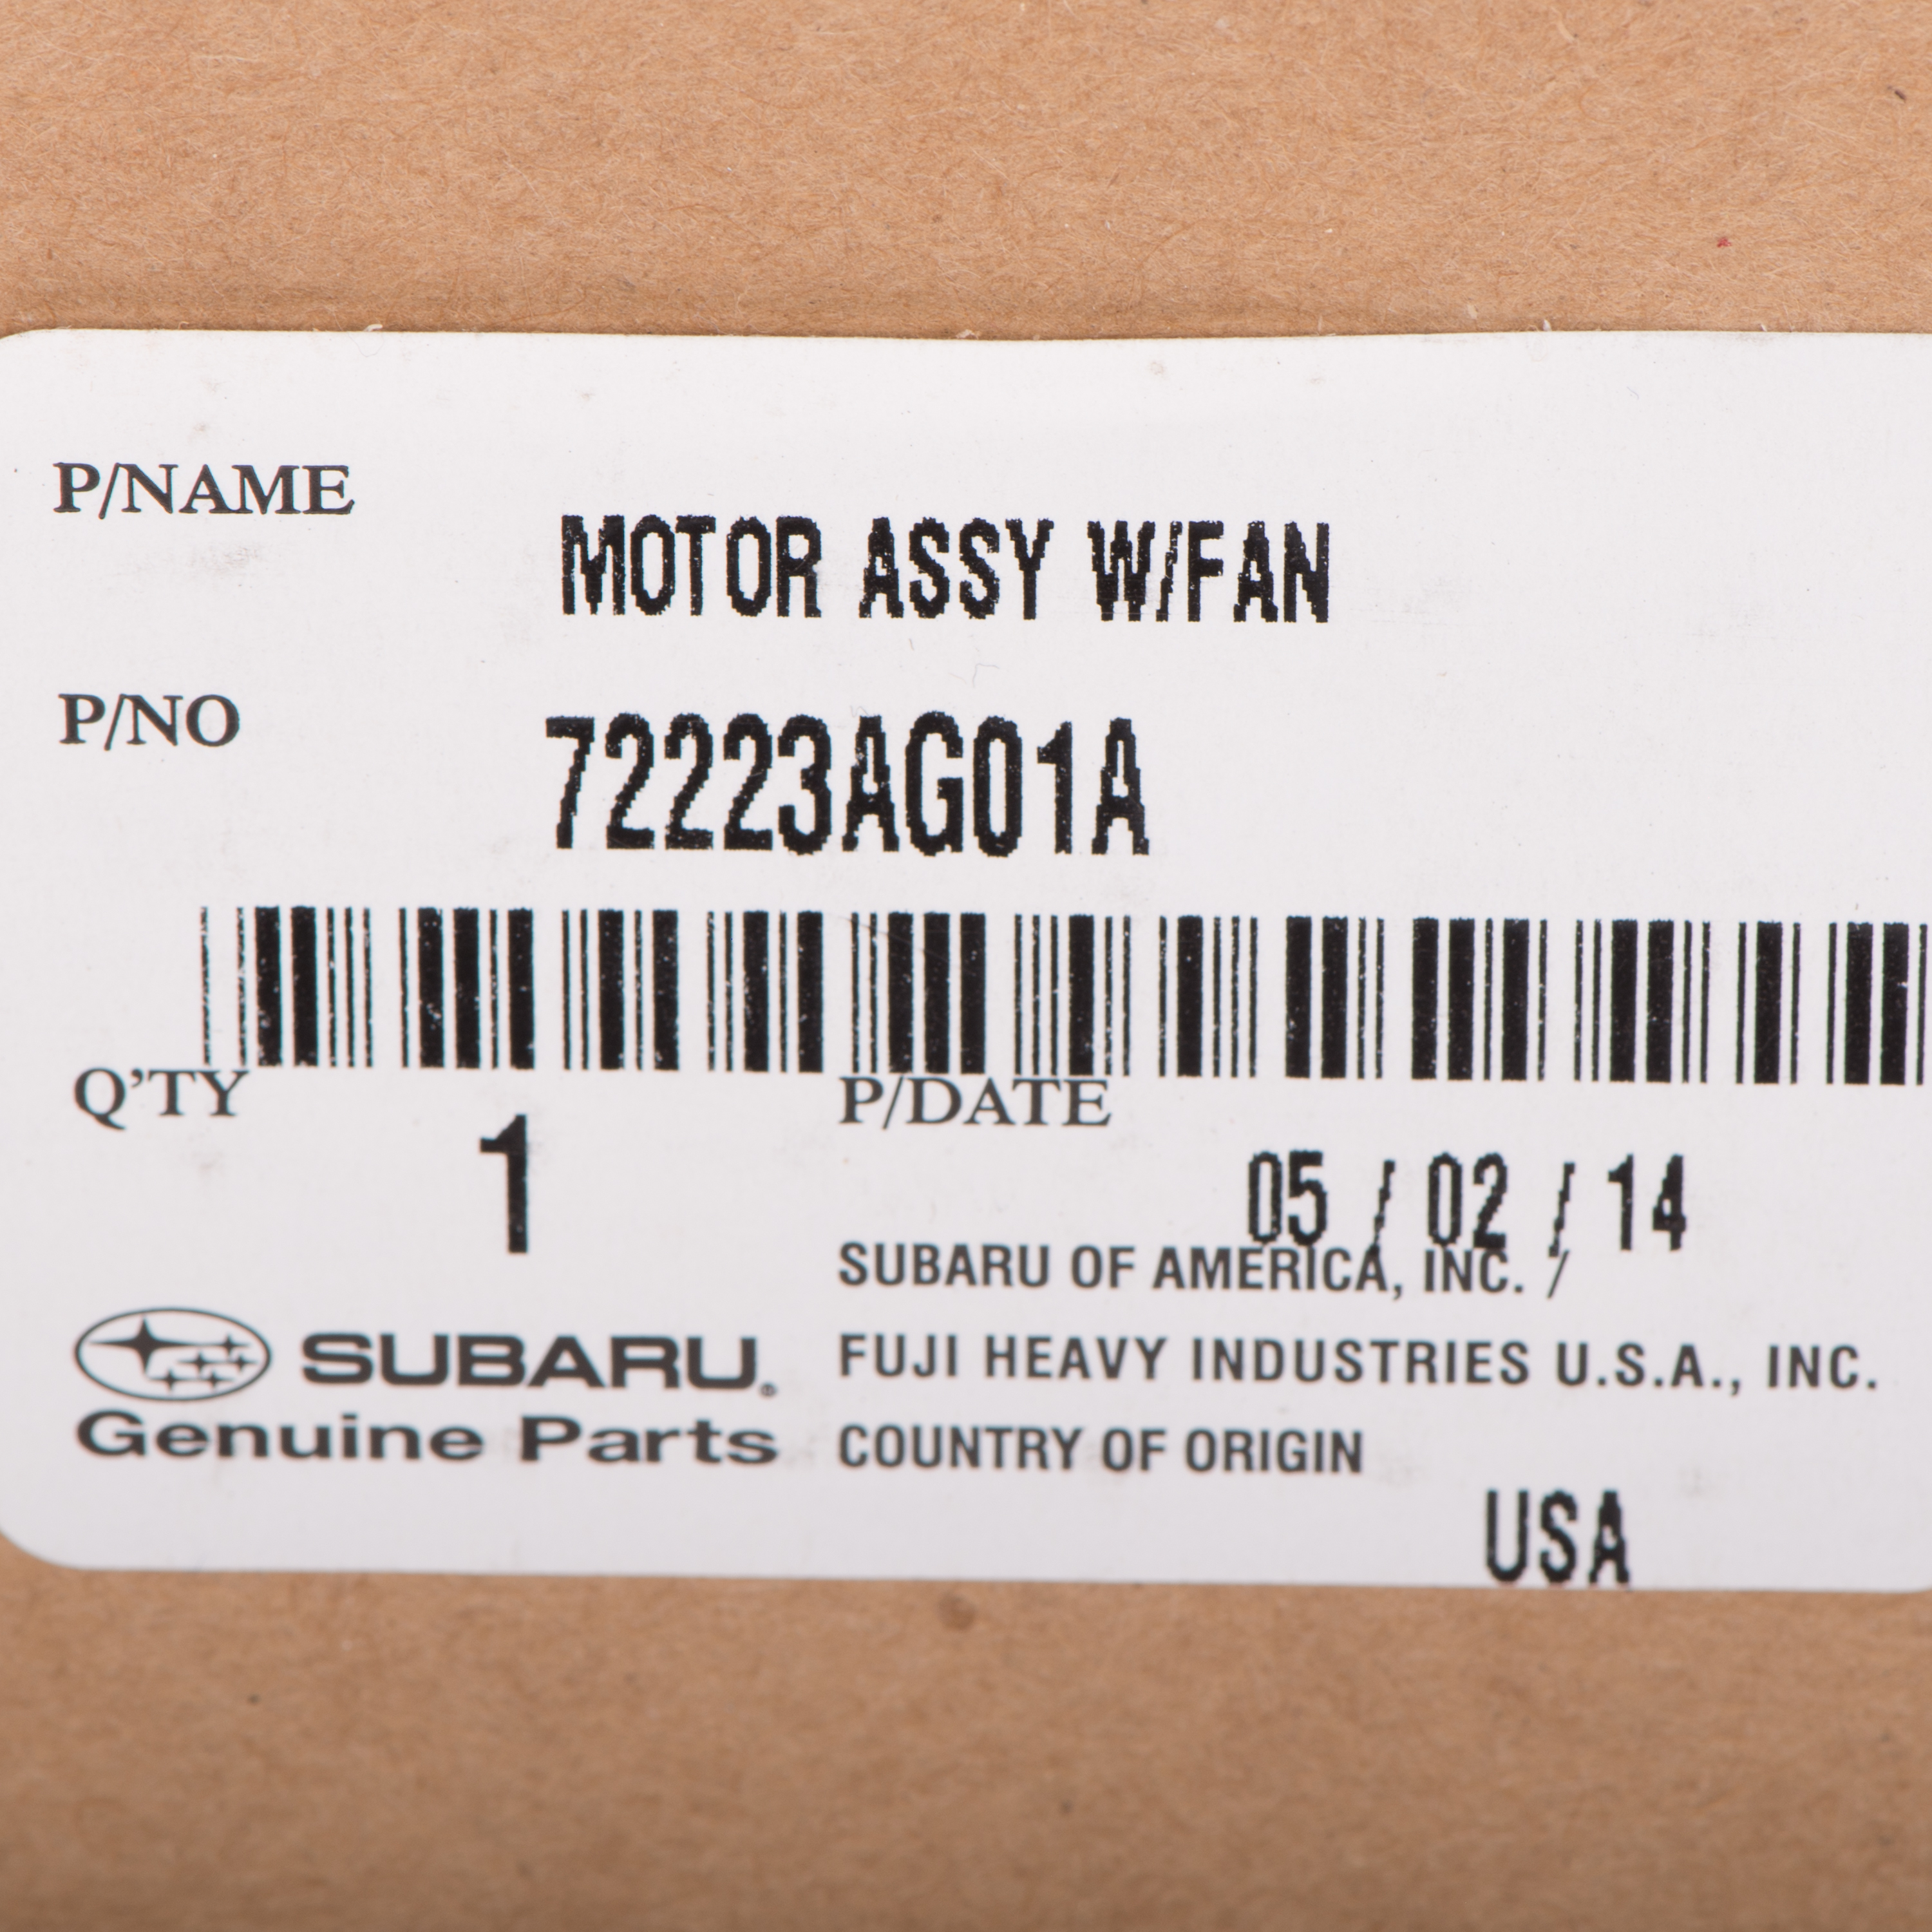 P/NAME
MOTOR ASSY W/FAN
P/NO
72223AG01A
Q'TY
1
P/DATE
05 / 02 / 14
SUBARU OF AMERICA, INC. /
FUJI HEAVY INDUSTRIES U.S.A., INC.
SUBARU®
Genuine Parts
COUNTRY OF ORIGIN
USA